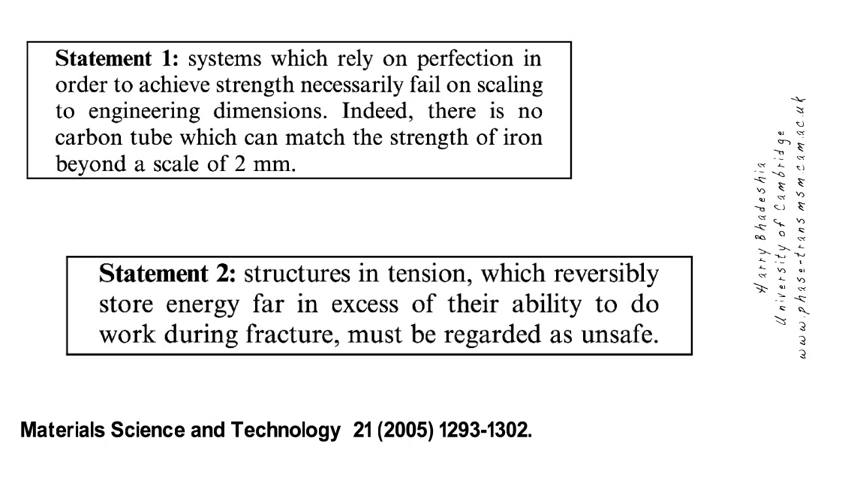 Statement 1: systems which rely on perfection in
order to achieve strength necessarily fail on scaling
to engineering dimensions. Indeed, there is no
carbon tube which can match the strength of iron
beyond a scale of 2 mm.
Statement 2: structures in tension, which reversibly
store energy far in excess of their ability to do
work during fracture, must be regarded as unsafe.
Materials Science and Technology 21 (2005) 1293-1302.
Harry Bhadeshia
University of Cambridge
www.phase-trans.msm.cam.ac.uk